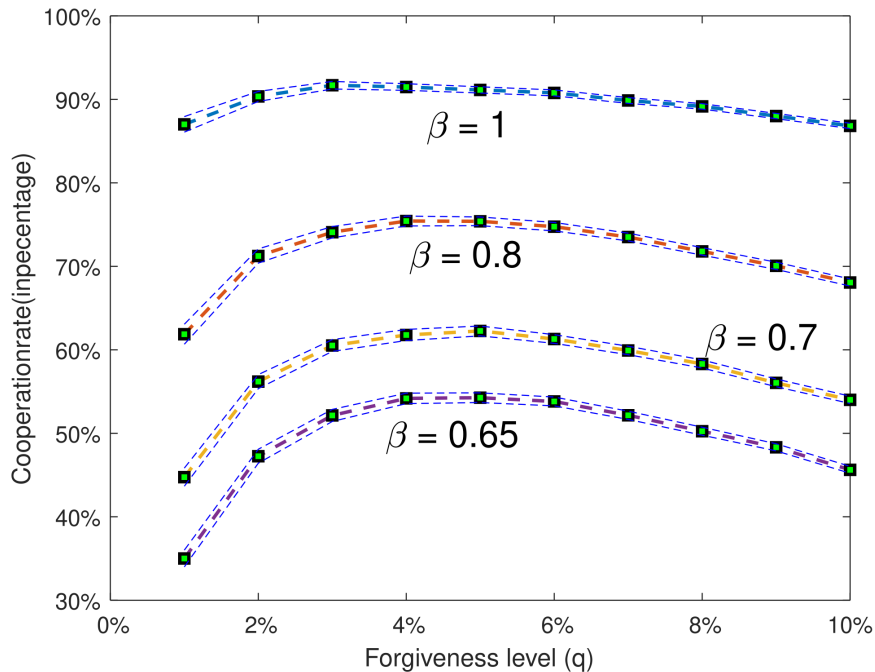 100%
90%
80%
70%
60%
50%
40%
30%
Cooperationrate(inpecentage)
β = 1
β = 0.8
β = 0.7
β = 0.65
0% 2% 4% 6% 8% 10%
Forgiveness level (q)